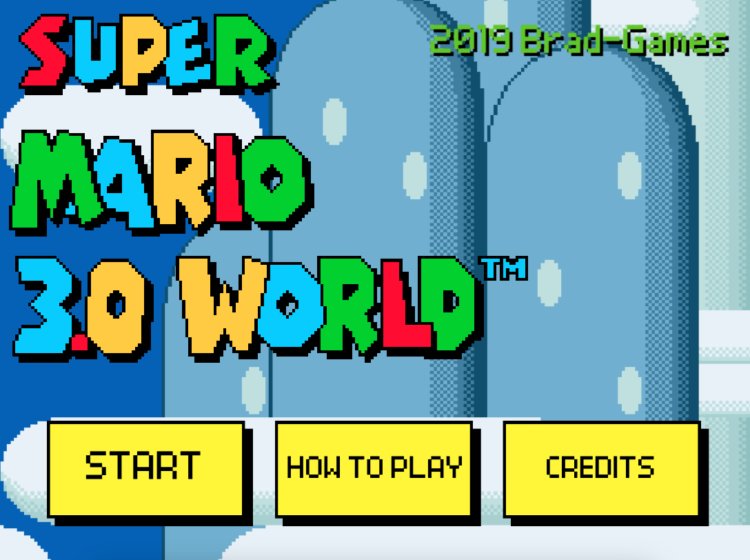 SUPER
2019 Brad-Games
MARIO
3.0 WORLD™
START
HOW TO PLAY
CREDITS